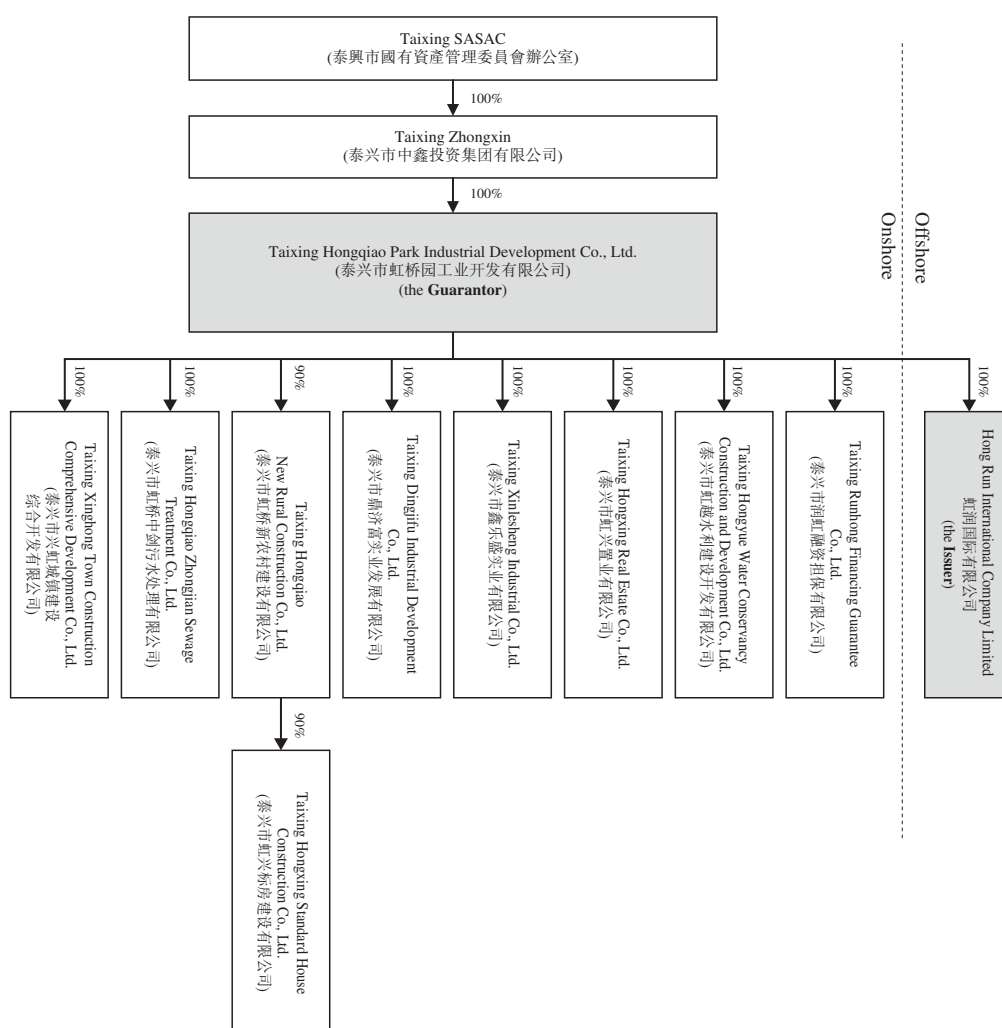 Taixing SASAC
(泰興市國有資產管理委員會辦公室)
100%
Taixing Zhongxin
(泰兴市中鑫投资集团有限公司)
100%
Taixing Hongqiao Park Industrial Development Co., Ltd.
(泰兴市虹桥园工业开发有限公司)
(the Guarantor)
Onshore
Offshore
100%
100%
90%
100%
100%
100%
100%
100%
100%
Taixing Xinghong Town Construction
Comprehensive Development Co., Ltd.
(泰兴市兴虹城镇建设
综合开发有限公司)
Taixing Hongqiao Zhongjian Sewage
Treatment Co., Ltd.
(泰兴市虹桥中剑污水处理有限公司)
Taixing Hongqiao
New Rural Construction Co., Ltd.
(泰兴市虹桥新农村建设有限公司)
Taixing Dingjifu Industrial Development
Co., Ltd.
(泰兴市鼎济富实业发展有限公司)
Taixing Xinlesheng Industrial Co., Ltd.
(泰兴市鑫乐盛实业有限公司)
Taixing Hongxing Real Estate Co., Ltd.
(泰兴市虹兴置业有限公司)
Taixing Hongyue Water Conservancy
Construction and Development Co., Ltd.
(泰兴市虹越水利建设开发有限公司)
Taixing Runhong Financing Guarantee
Co., Ltd.
(泰兴市润虹融资担保有限公司)
Hong Run International Company Limited
虹润国际有限公司
(the Issuer)
90%
Taixing Hongxing Standard House
Construction Co., Ltd.
(泰兴市虹兴标房建设有限公司)